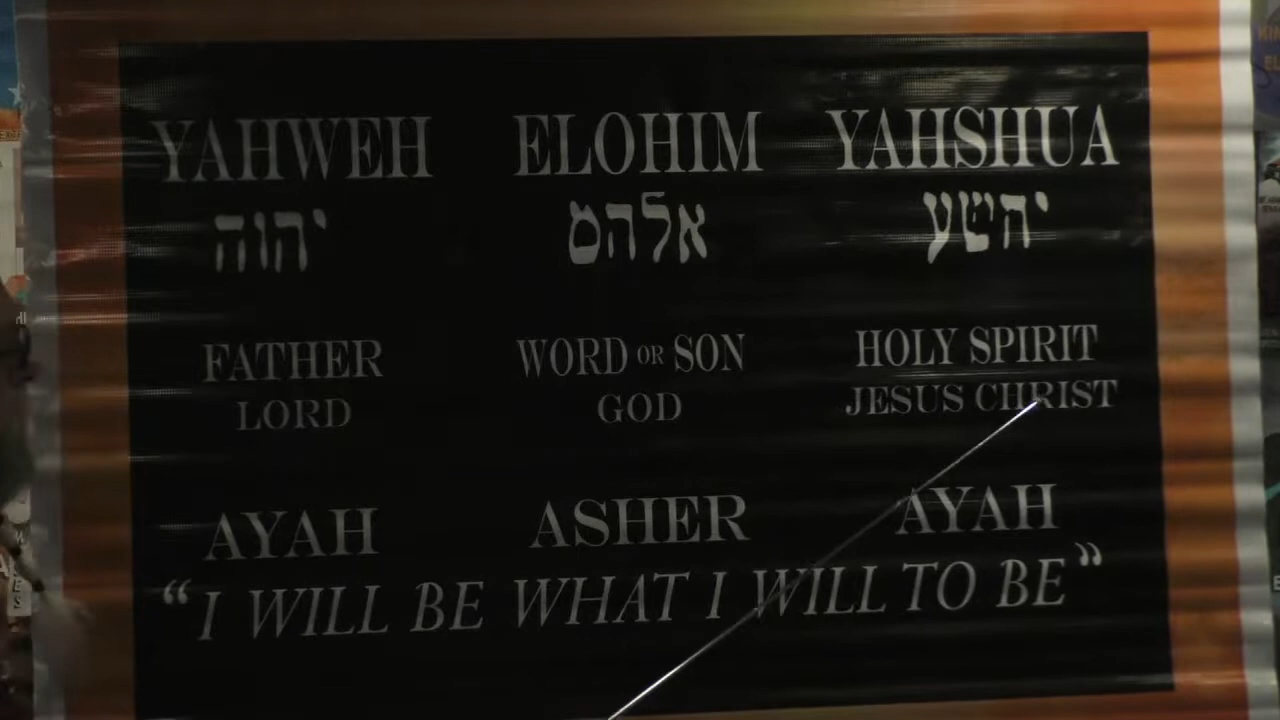 YAHWEH ELOHIM YAHSHUA
יהוה אלהם יהשע
FATHER WORD OR SON HOLY SPIRIT
LORD GOD JESUS CHRIST
AYAH ASHER AYAH
“I WILL BE WHAT I WILL TO BE”